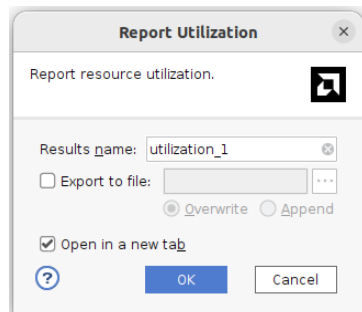 Report Utilization
Report resource utilization.
Results name: utilization_1
Export to file: ...
Overwrite Append
Open in a new tab
? OK Cancel